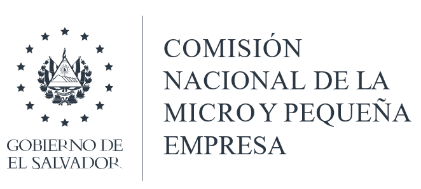 GOBIERNO DE
EL SALVADOR
COMISIÓN
NACIONAL DE LA
MICRO Y PEQUEÑA
EMPRESA